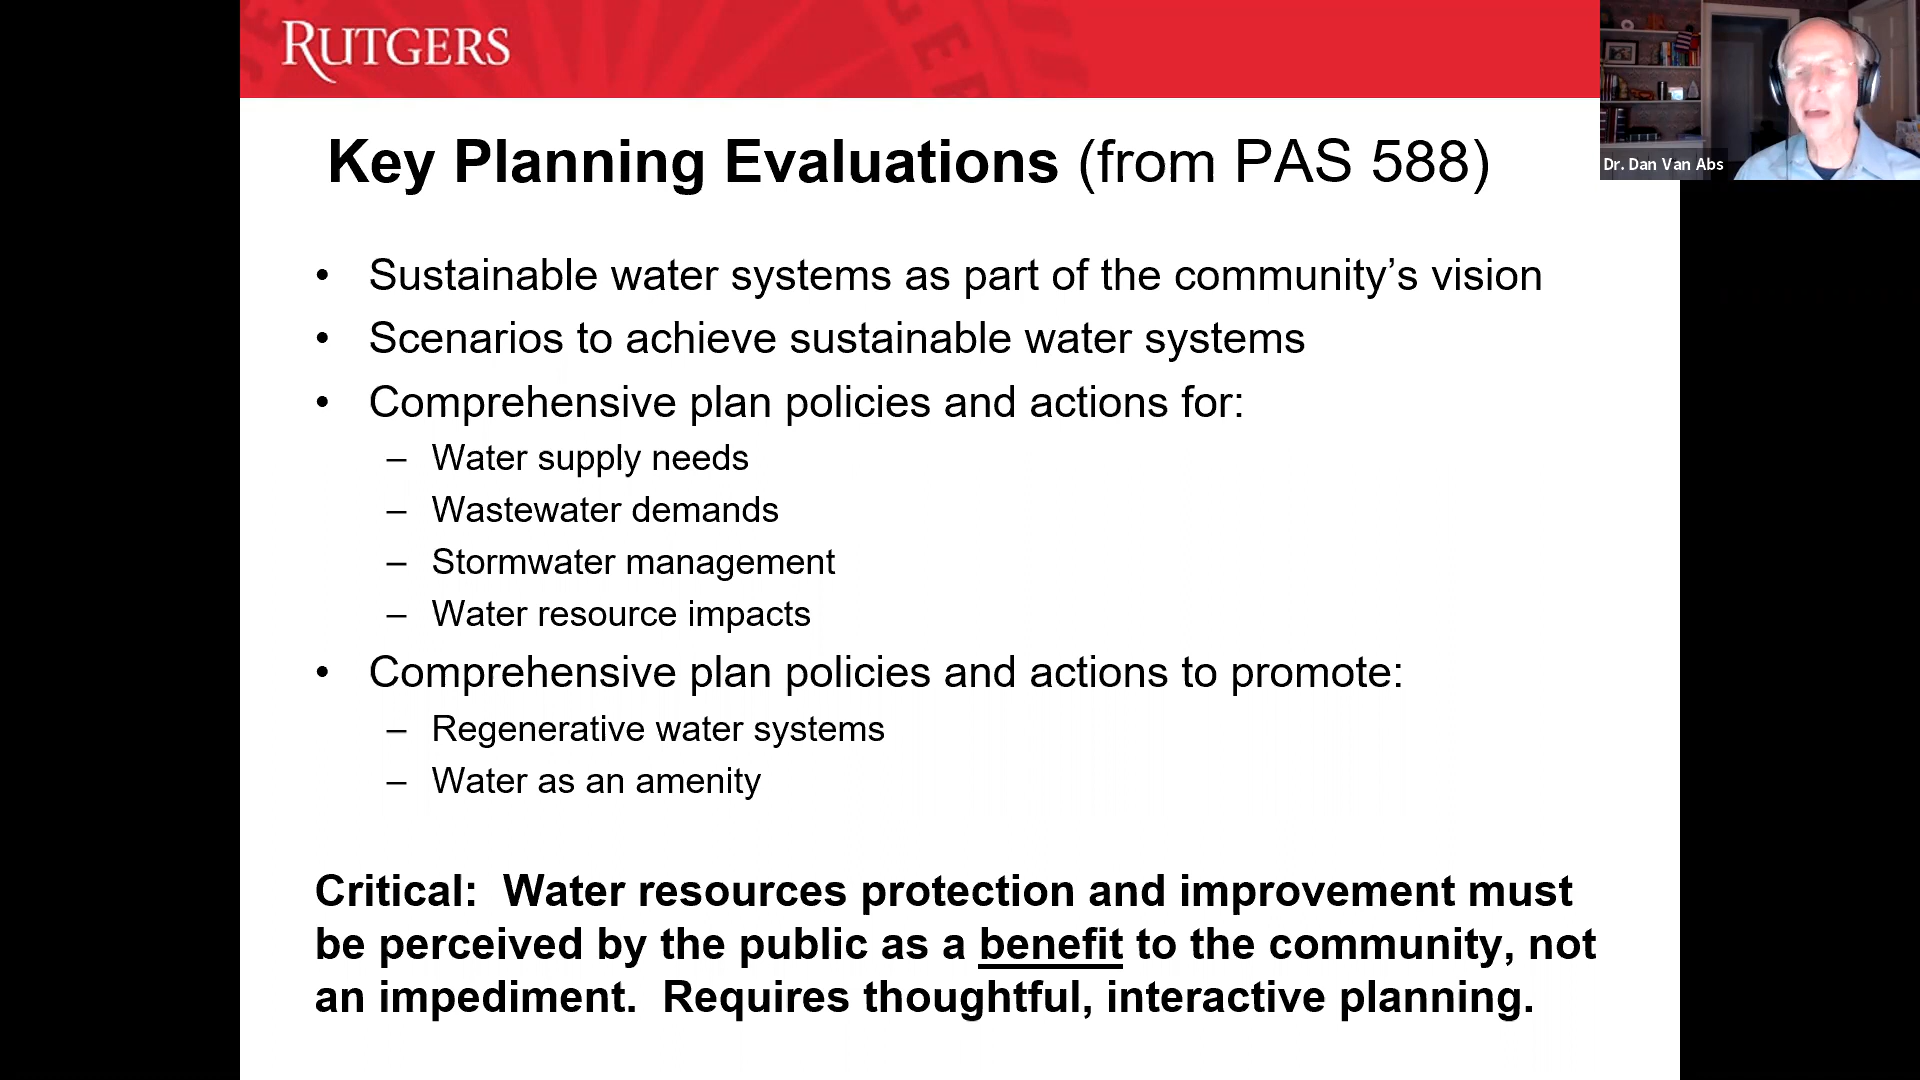 RUTGERS
Key Planning Evaluations (from PAS 588)
Dr. Dan Van Abs
• Sustainable water systems as part of the community’s vision
• Scenarios to achieve sustainable water systems
• Comprehensive plan policies and actions for:
– Water supply needs
– Wastewater demands
– Stormwater management
– Water resource impacts
• Comprehensive plan policies and actions to promote:
– Regenerative water systems
– Water as an amenity
Critical:  Water resources protection and improvement must
be perceived by the public as a benefit to the community, not
an impediment.  Requires thoughtful, interactive planning.